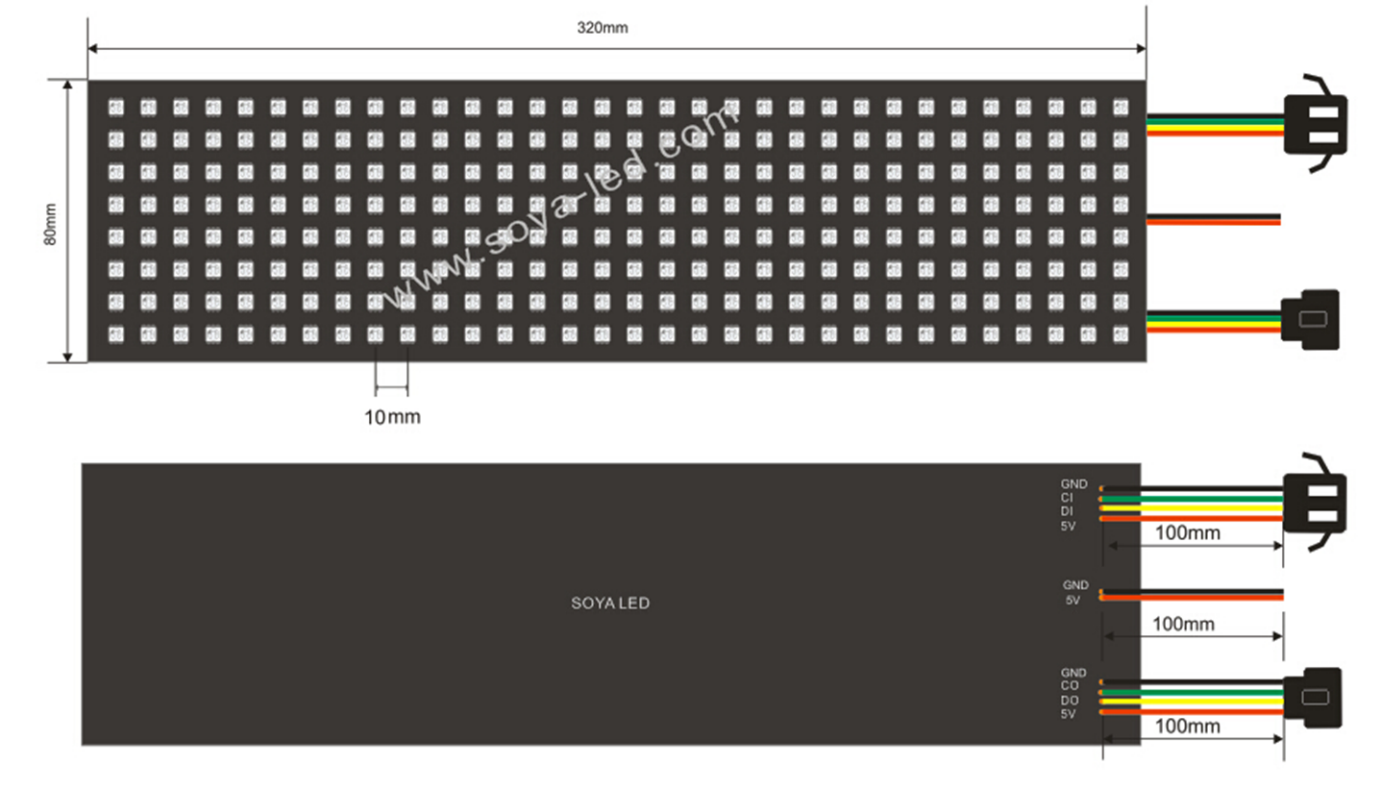 320mm
80mm
www.soya-led.com
10mm
GND
CI
DI
5V
100mm
GND
5V
SOYA LED
100mm
GND
CO
DO
5V
100mm